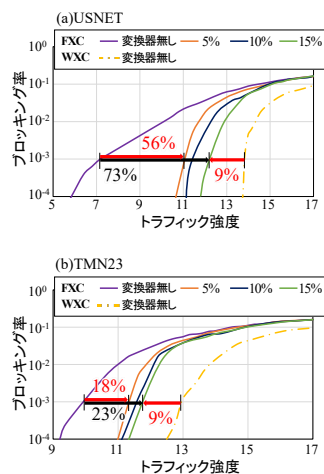 (a)USNET
FXC 変換器無し 5% 10% 15%
WXC 変換器無し
ブロッキング率
10⁰
10⁻¹
10⁻²
10⁻³
10⁻⁴
56%
73%
9%
5 7 9 11 13 15 17
トラフィック強度
(b)TMN23
FXC 変換器無し 5% 10% 15%
WXC 変換器無し
ブロッキング率
10⁰
10⁻¹
10⁻²
10⁻³
10⁻⁴
18%
23%
9%
9 11 13 15 17
トラフィック強度